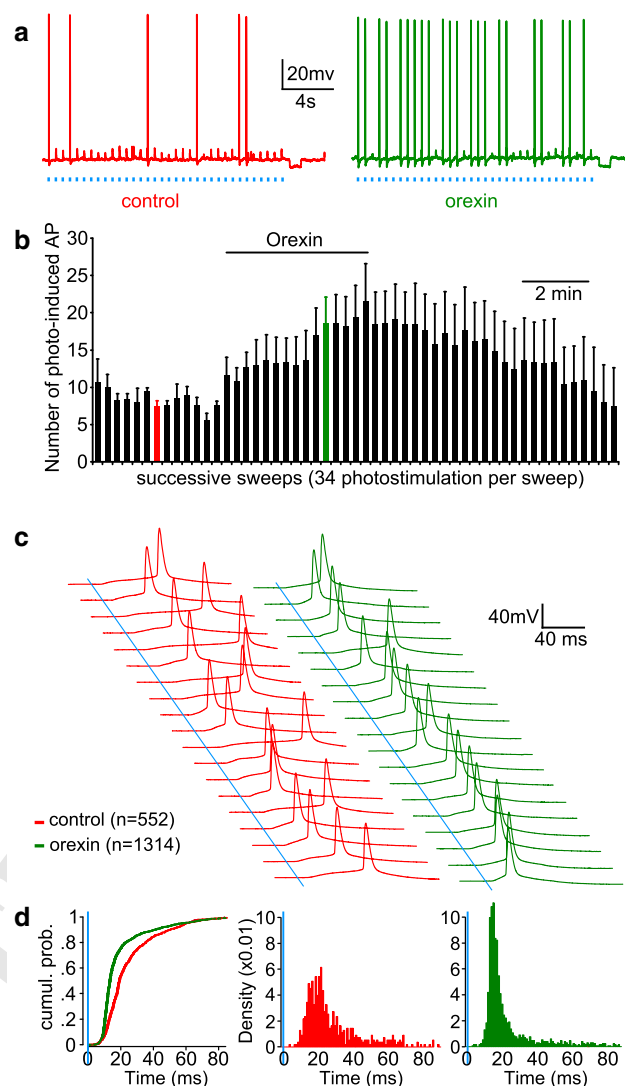 a
20mv
4s
control
orexin
b
Number of photo-induced AP
30
25
20
15
10
5
0
Orexin
2 min
successive sweeps (34 photostimulation per sweep)
c
40mV
40 ms
control (n=552)
orexin (n=1314)
d
cumul. prob.
1
.8
.6
.4
.2
0
0 20 40 60 80
Time (ms)
Density (x0.01)
10
8
6
4
2
0
0 20 40 60 80
Time (ms)
10
8
6
4
2
0
0 20 40 60 80
Time (ms)